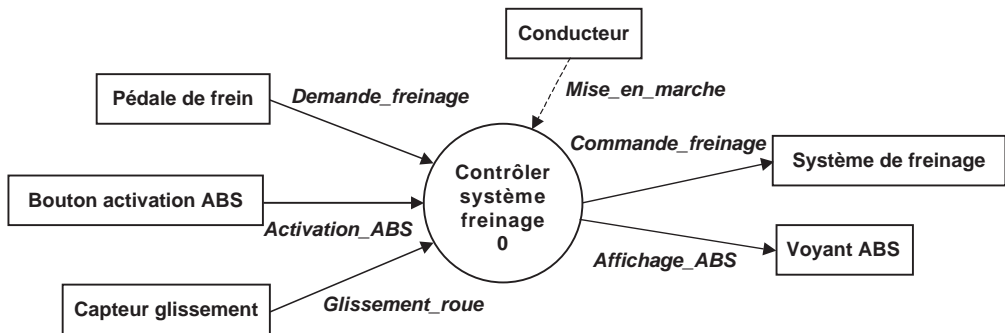 Conducteur
Pédale de frein
Demande_freinage
Mise_en_marche
Commande_freinage
Contrôler
système
freinage
0
Système de freinage
Bouton activation ABS
Activation_ABS
Affichage_ABS
Voyant ABS
Capteur glissement
Glissement_roue